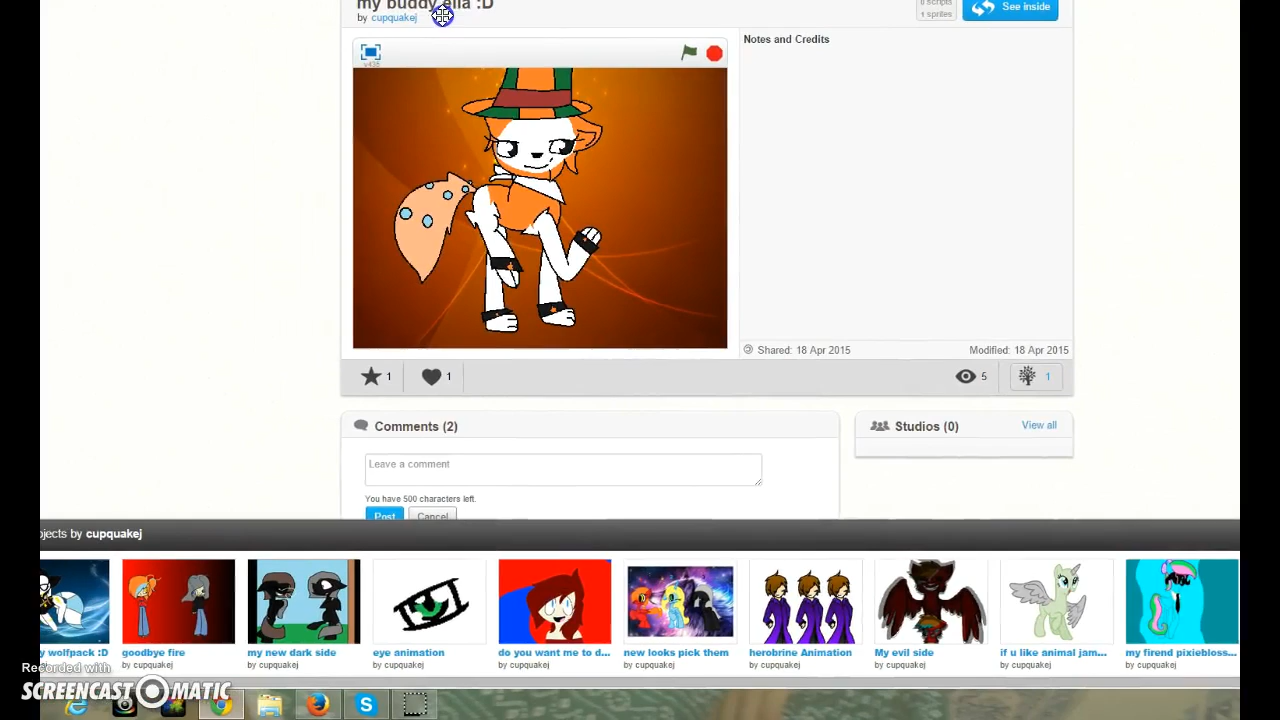 my buddy ella :D
by cupquakej
0 scripts
1 sprites
See inside
v435
Notes and Credits
Shared: 18 Apr 2015
Modified: 18 Apr 2015
1
1
5
1
Comments (2)
Studios (0)
View all
Leave a comment
You have 500 characters left.
Post
Cancel
ojects by cupquakej
y wolfpack :D
cupquakej
goodbye fire
by cupquakej
my new dark side
by cupquakej
eye animation
by cupquakej
do you want me to d...
by cupquakej
new looks pick them
by cupquakej
herobrine Animation
by cupquakej
My evil side
by cupquakej
if u like animal jam...
by cupquakej
my firend pixiebloss...
by cupquakej
Recorded with
SCREENCAST MATIC